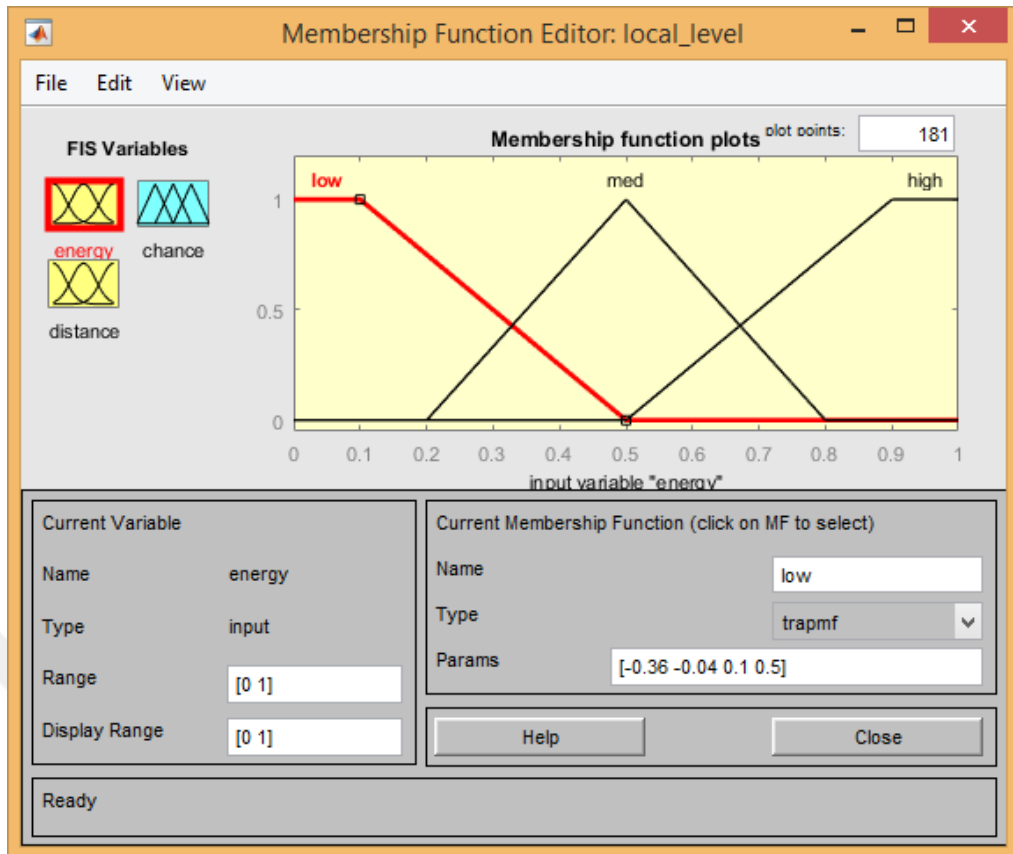 Membership Function Editor: local_level
File Edit View
FIS Variables
energy
chance
distance
Membership function plots
plot points:
181
low
med
high
1
0.5
0
0 0.1 0.2 0.3 0.4 0.5 0.6 0.7 0.8 0.9 1
input variable "energy"
Current Variable
Name energy
Type input
Range [0 1]
Display Range [0 1]
Current Membership Function (click on MF to select)
Name low
Type trapmf
Params [-0.36 -0.04 0.1 0.5]
Help Close
Ready